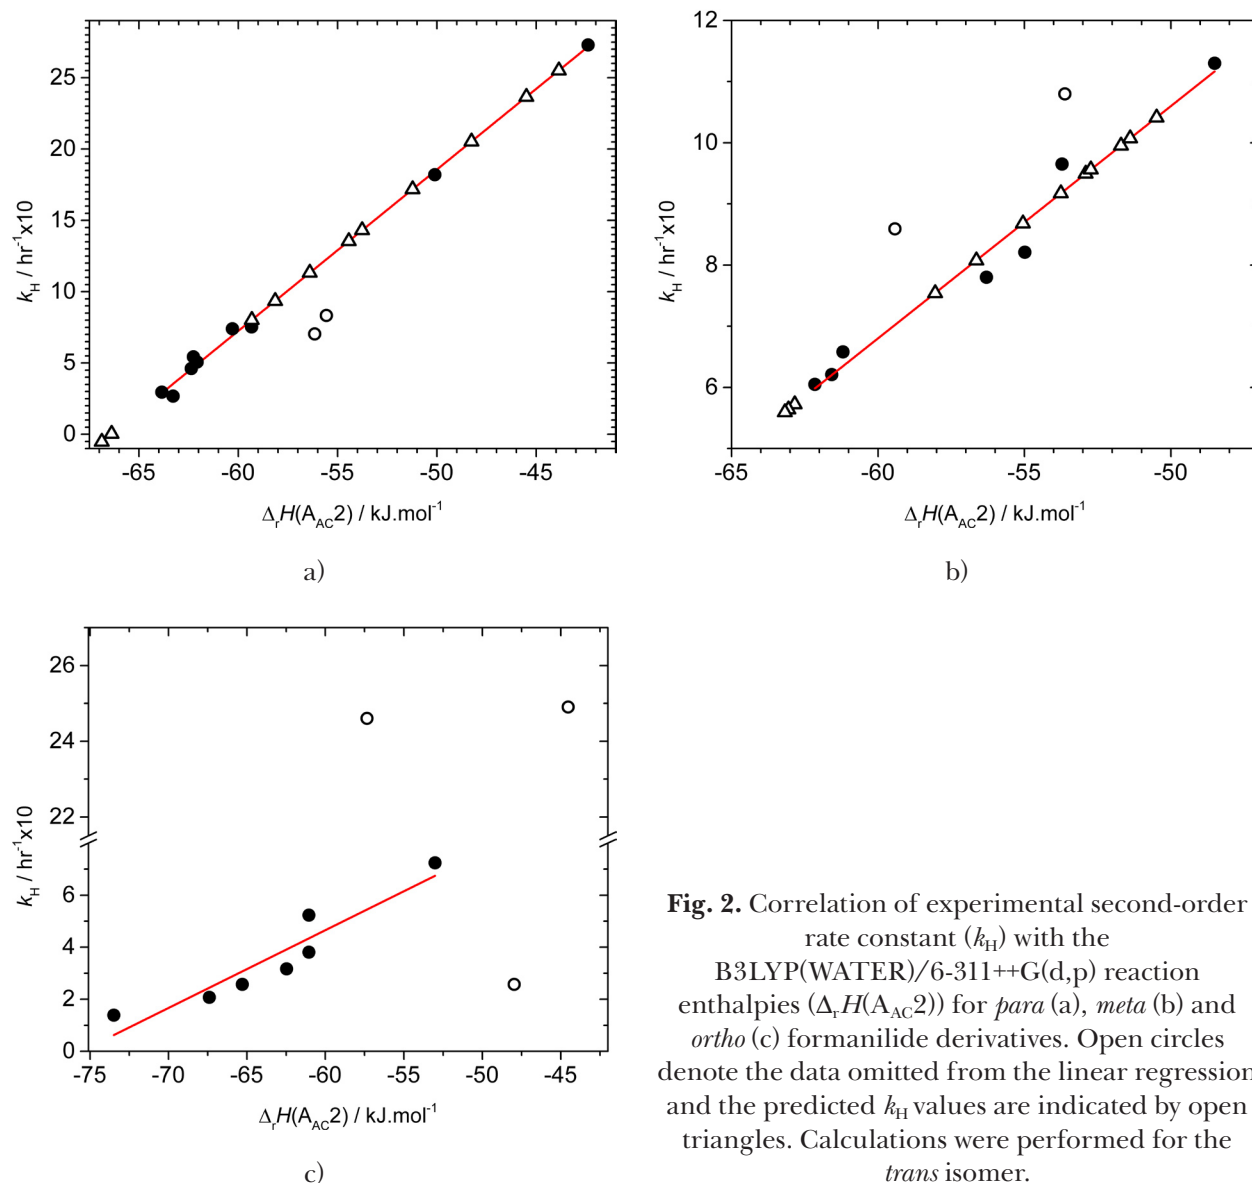 25
20
15
10
5
0
k_H / hr⁻¹x10
-65 -60 -55 -50 -45
Δ_rH(A_AC2) / kJ.mol⁻¹
a)
12
10
8
6
k_H / hr⁻¹x10
-65 -60 -55 -50
Δ_rH(A_AC2) / kJ.mol⁻¹
b)
26
24
22
6
4
2
0
k_H / hr⁻¹x10
-75 -70 -65 -60 -55 -50 -45
Δ_rH(A_AC2) / kJ.mol⁻¹
c)
Fig. 2. Correlation of experimental second-order
rate constant (k_H) with the
B3LYP(WATER)/6-311++G(d,p) reaction
enthalpies (Δ_rH(A_AC2)) for para (a), meta (b) and
ortho (c) formanilide derivatives. Open circles
denote the data omitted from the linear regression
and the predicted k_H values are indicated by open
triangles. Calculations were performed for the
trans isomer.